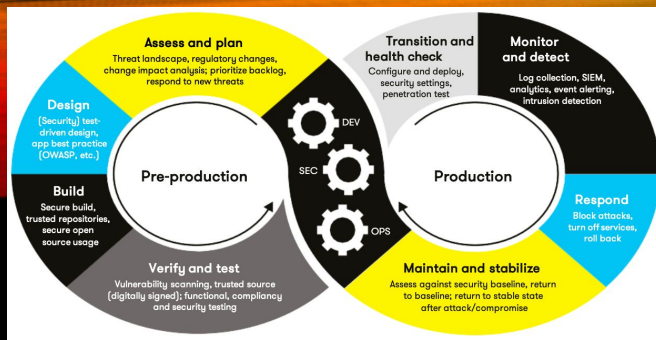 Assess and plan
Threat landscape, regulatory changes,
change impact analysis; prioritize backlog,
respond to new threats
Design
(Security) test-
driven design,
app best practice
(OWASP, etc.)
Build
Secure build,
trusted repositories,
secure open
source usage
Verify and test
Vulnerability scanning, trusted source
(digitally signed); functional, compliancy
and security testing
Pre-production
DEV
SEC
OPS
Transition and
health check
Configure and deploy,
security settings,
penetration test
Monitor
and detect
Log collection, SIEM,
analytics, event alerting,
intrusion detection
Respond
Block attacks,
turn off services,
roll back
Maintain and stabilize
Assess against security baseline, return
to baseline; return to stable state
after attack/compromise
Production